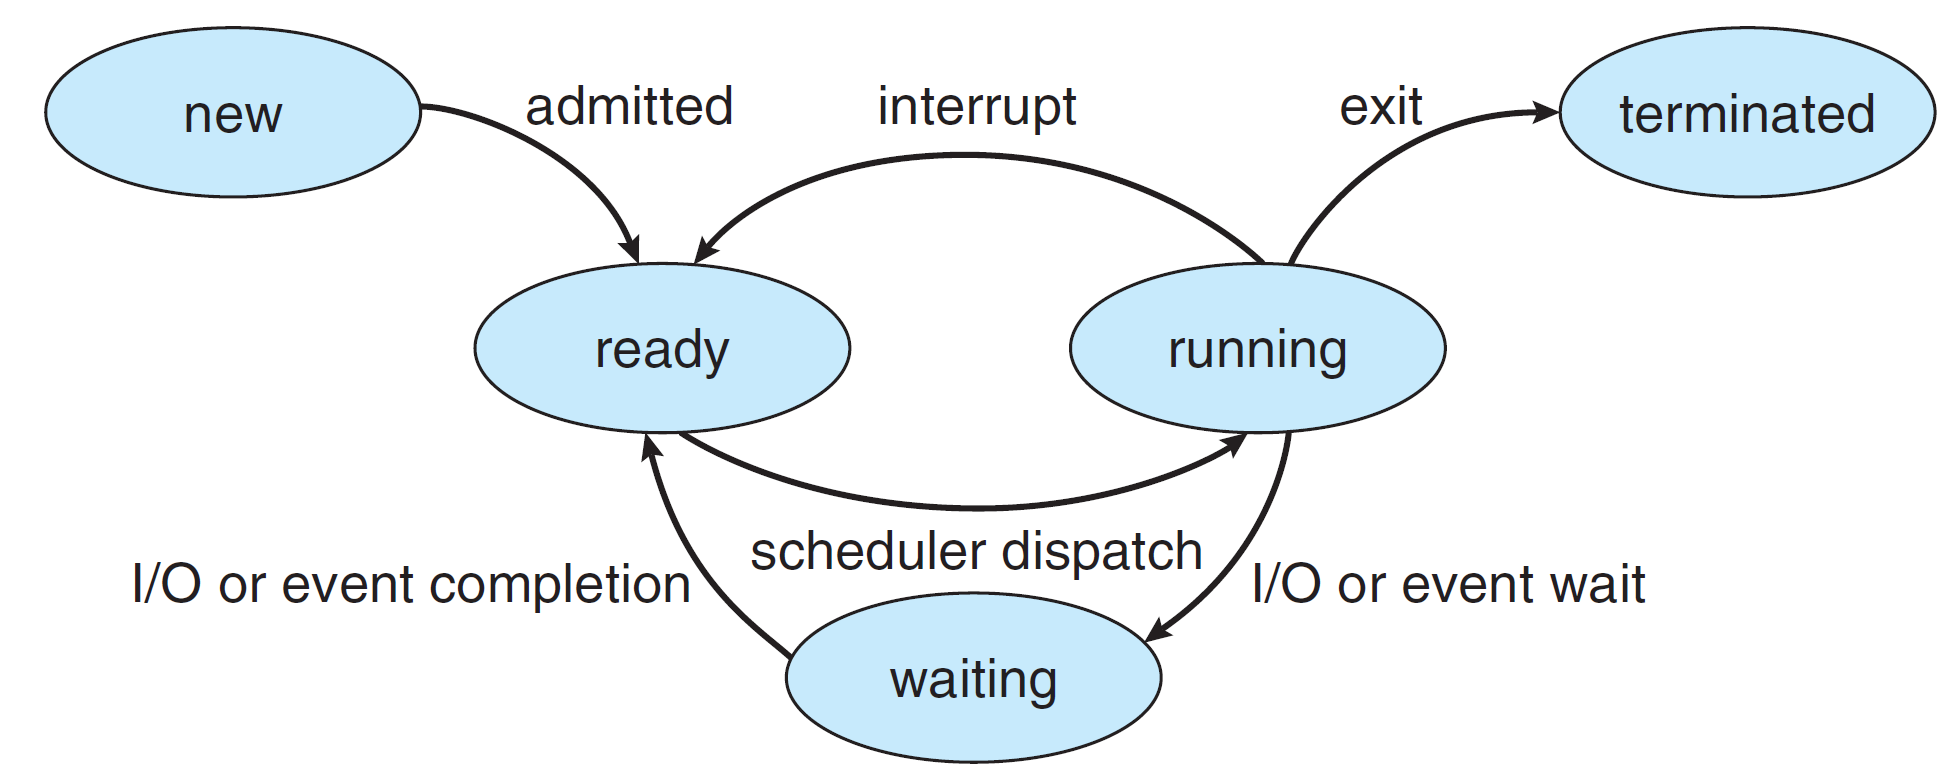 new
admitted
interrupt
exit
terminated
ready
running
scheduler dispatch
I/O or event completion
I/O or event wait
waiting